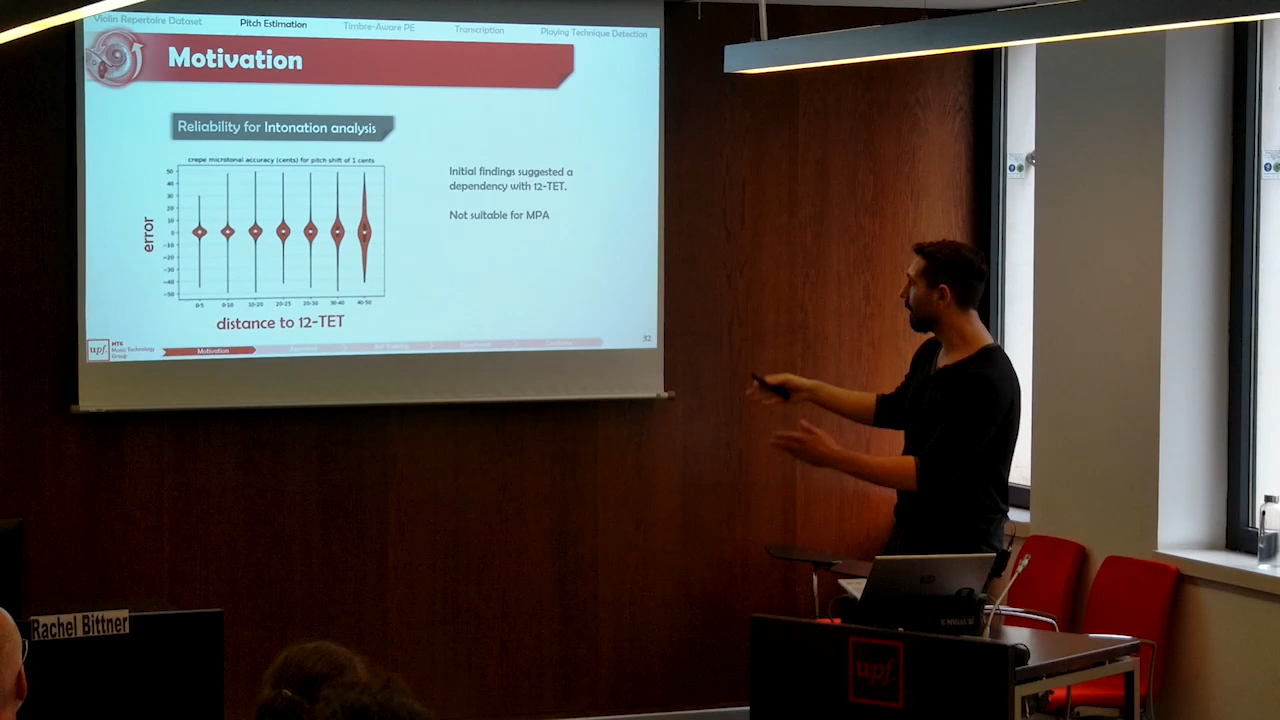 Violin Repertoire Dataset
Pitch Estimation
Timbre-Aware PE
Transcription
Playing Technique Detection
Motivation
Reliability for Intonation analysis
crepe microtonal accuracy (cents) for pitch shift of 1 cents
50
40
30
20
10
0
-10
-20
-30
-40
-50
error
0-5
10-20
20-25
20-30
30-40
40-50
distance to 12-TET
Initial findings suggested a
dependency with 12-TET.
Not suitable for MPA
upf.
MTG
Music Technology
Group
Motivation
32
Rachel Bittner
upf.